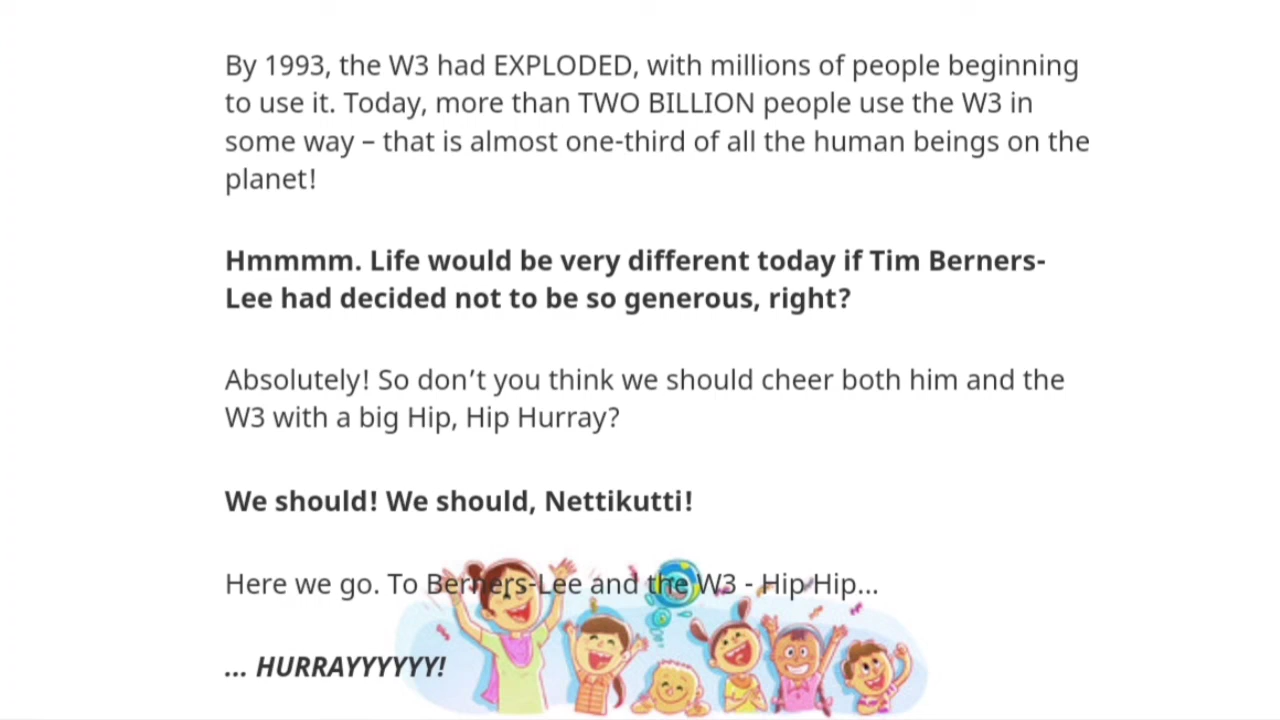 By 1993, the W3 had EXPLODED, with millions of people beginning
to use it. Today, more than TWO BILLION people use the W3 in
some way – that is almost one-third of all the human beings on the
planet!
Hmmmm. Life would be very different today if Tim Berners-
Lee had decided not to be so generous, right?
Absolutely! So don’t you think we should cheer both him and the
W3 with a big Hip, Hip Hurray?
We should! We should, Nettikutti!
Here we go. To Berners-Lee and the W3 - Hip Hip...
... HURRAYYYYYY!